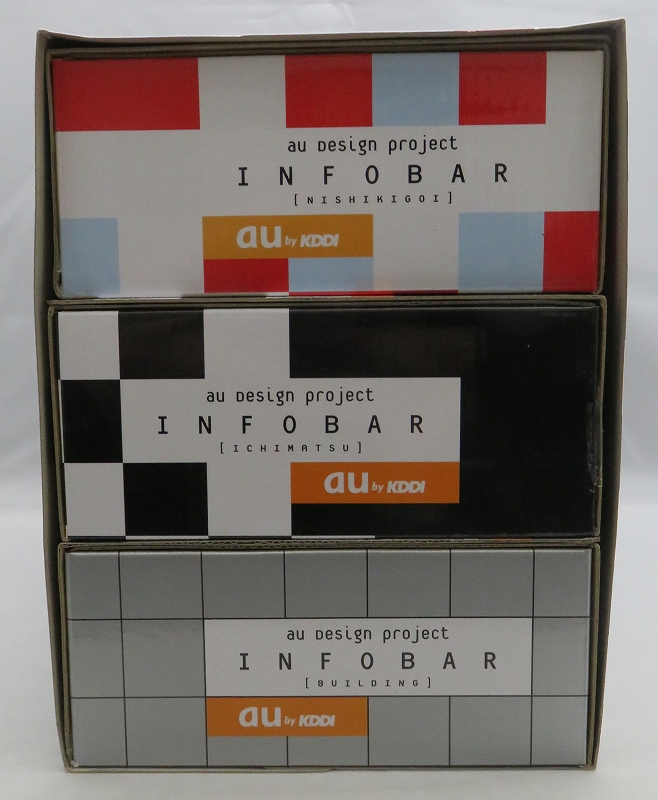 au Design project
INFOBAR
[NISHIKIGOI]
au by KDDI
au Design project
INFOBAR
[ICHIMATSU]
au by KDDI
au Design project
INFOBAR
[BUILDING]
au by KDDI